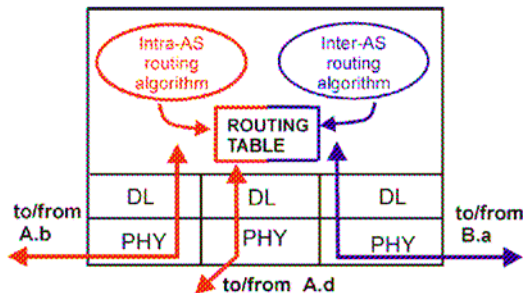 Intra-AS
routing
algorithm
Inter-AS
routing
algorithm
ROUTING
TABLE
DL
DL
DL
to/from
A.b
PHY
PHY
PHY
to/from
B.a
to/from A.d